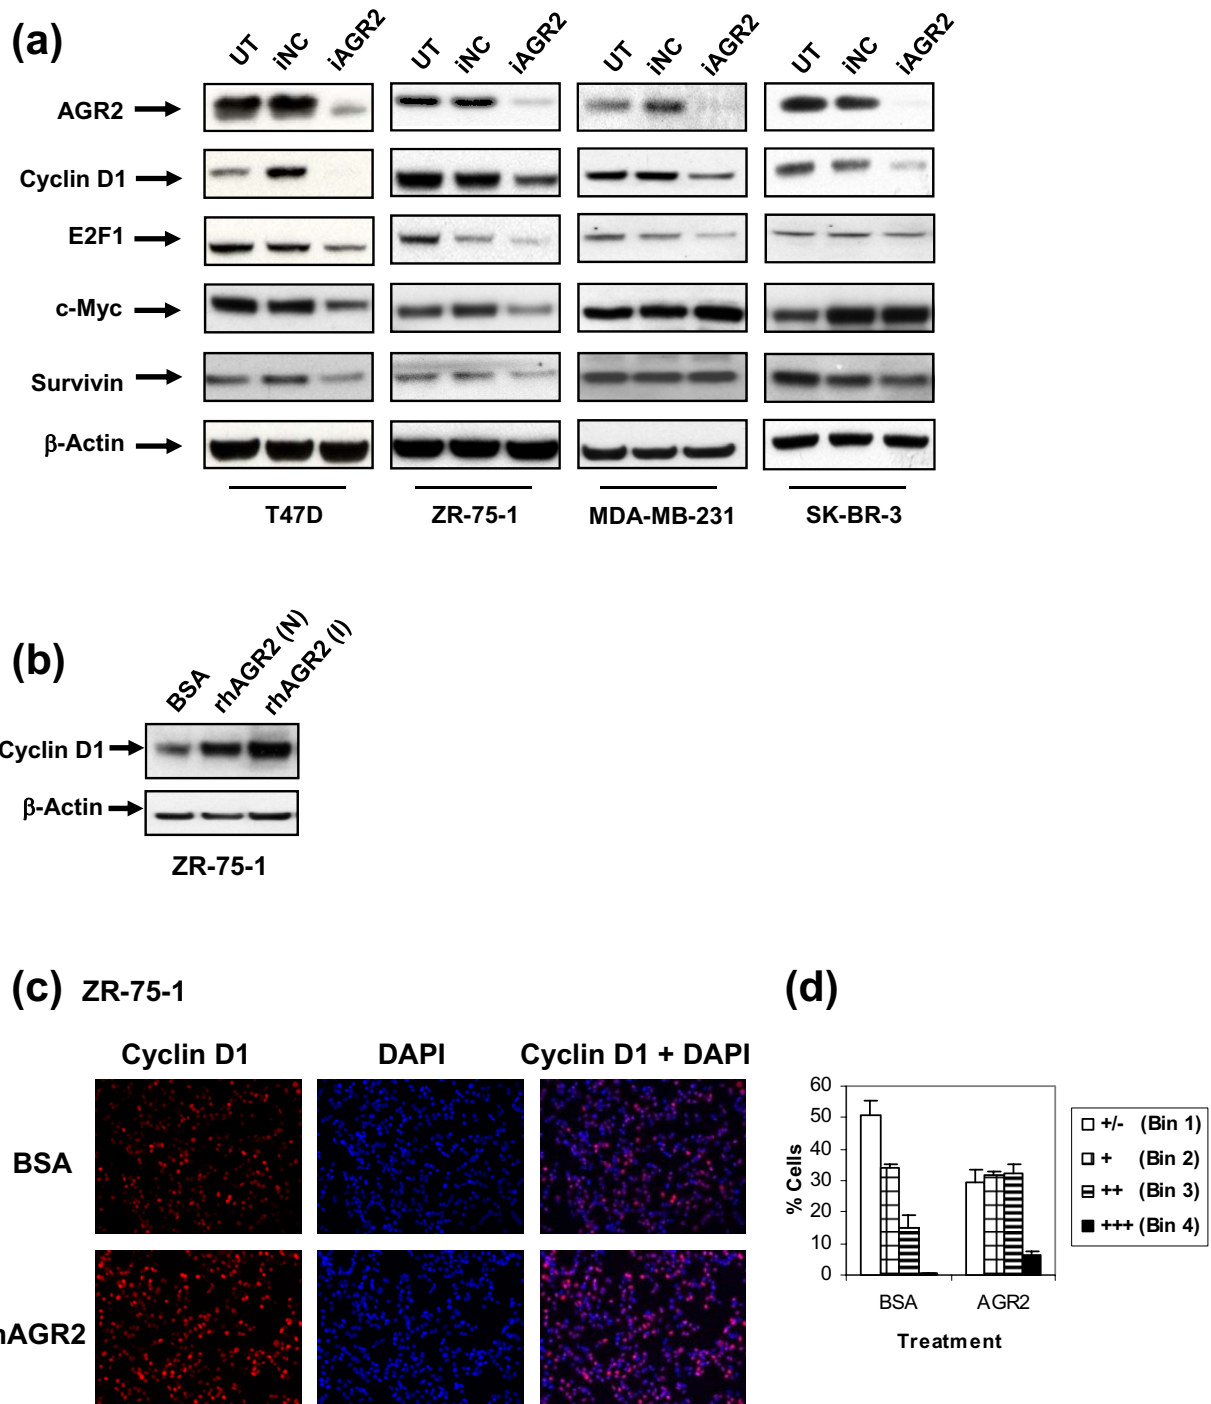 (a)
UT iNC iAGR2 UT iNC iAGR2 UT iNC iAGR2 UT iNC iAGR2
AGR2
Cyclin D1
E2F1
c-Myc
Survivin
β-Actin
T47D ZR-75-1 MDA-MB-231 SK-BR-3
(b)
BSA rhAGR2 (N) rhAGR2 (I)
Cyclin D1
β-Actin
ZR-75-1
(c) ZR-75-1
Cyclin D1 DAPI Cyclin D1 + DAPI
BSA
hAGR2
(d)
60
50
40
30
20
10
0
% Cells
BSA AGR2
Treatment
+/- (Bin 1)
+ (Bin 2)
++ (Bin 3)
+++ (Bin 4)